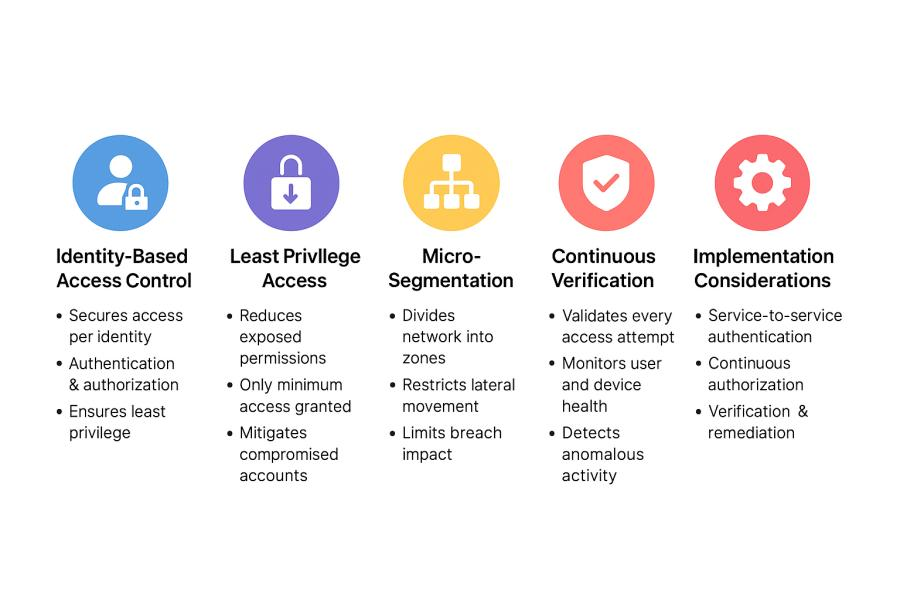 Identity-Based
Access Control
• Secures access
per identity
• Authentication
& authorization
• Ensures least
privilege
Least Privllege
Access
• Reduces
exposed
permissions
• Only minimum
access granted
• Mitigates
compromised
accounts
Micro-
Segmentation
• Divides
network into
zones
• Restricts lateral
movement
• Limits breach
impact
Continuous
Verification
• Validates every
access attempt
• Monitors user
and device
health
• Detects
anomalous
activity
Implementation
Considerations
• Service-to-service
authentication
• Continuous
authorization
• Verification &
remediation